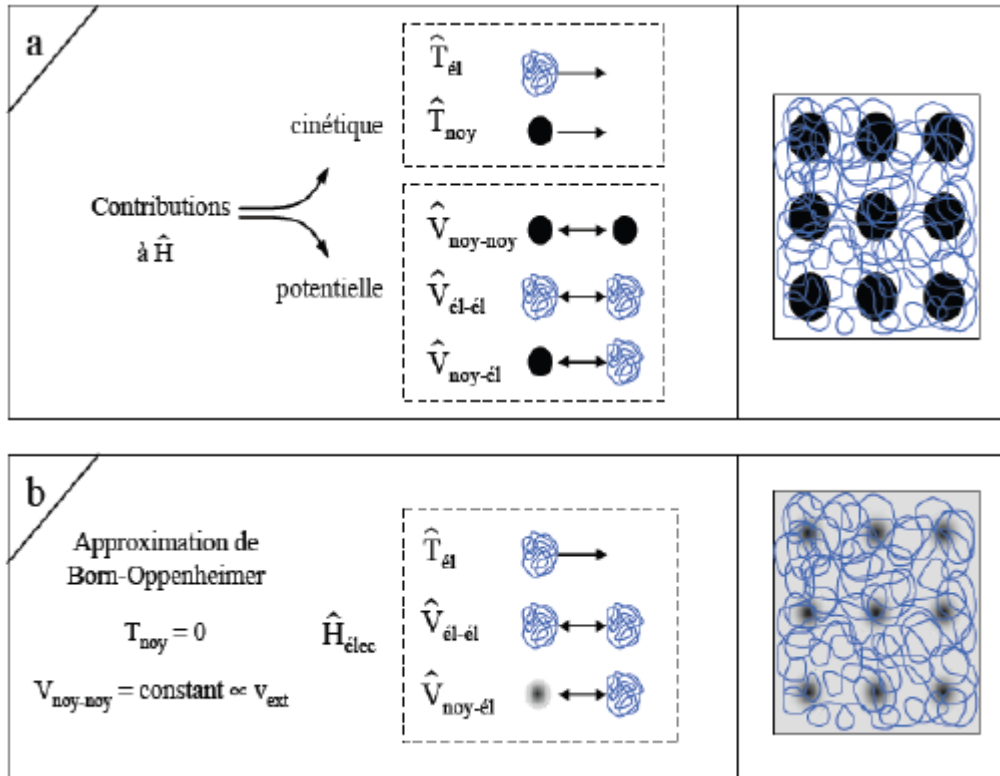 a
cinétique
Contributions
à Ĥ
potentielle
T̂él
T̂noy
V̂noy-noy
V̂él-él
V̂noy-él
b
Approximation de
Born-Oppenheimer
Tnoy = 0
Vnoy-noy = constant ∝ vext
Ĥélec
T̂él
V̂él-él
V̂noy-él